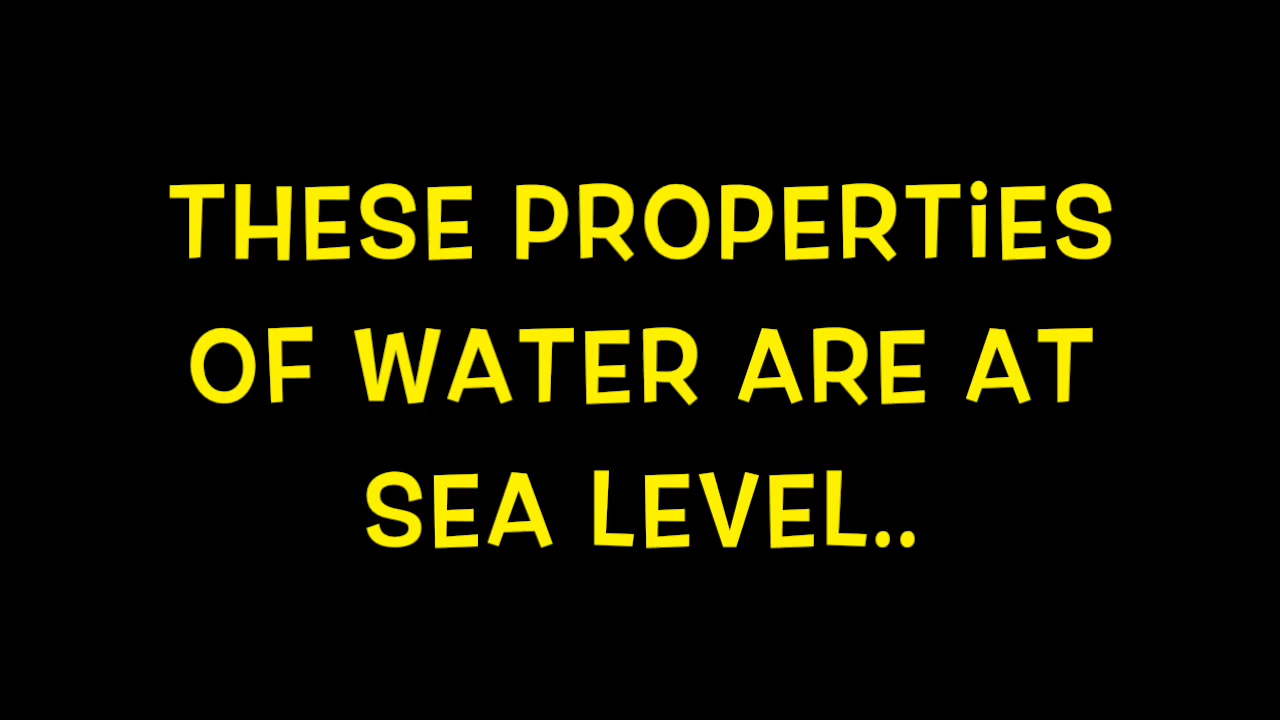 THESE PROPERTiES
OF WATER ARE AT
SEA LEVEL..